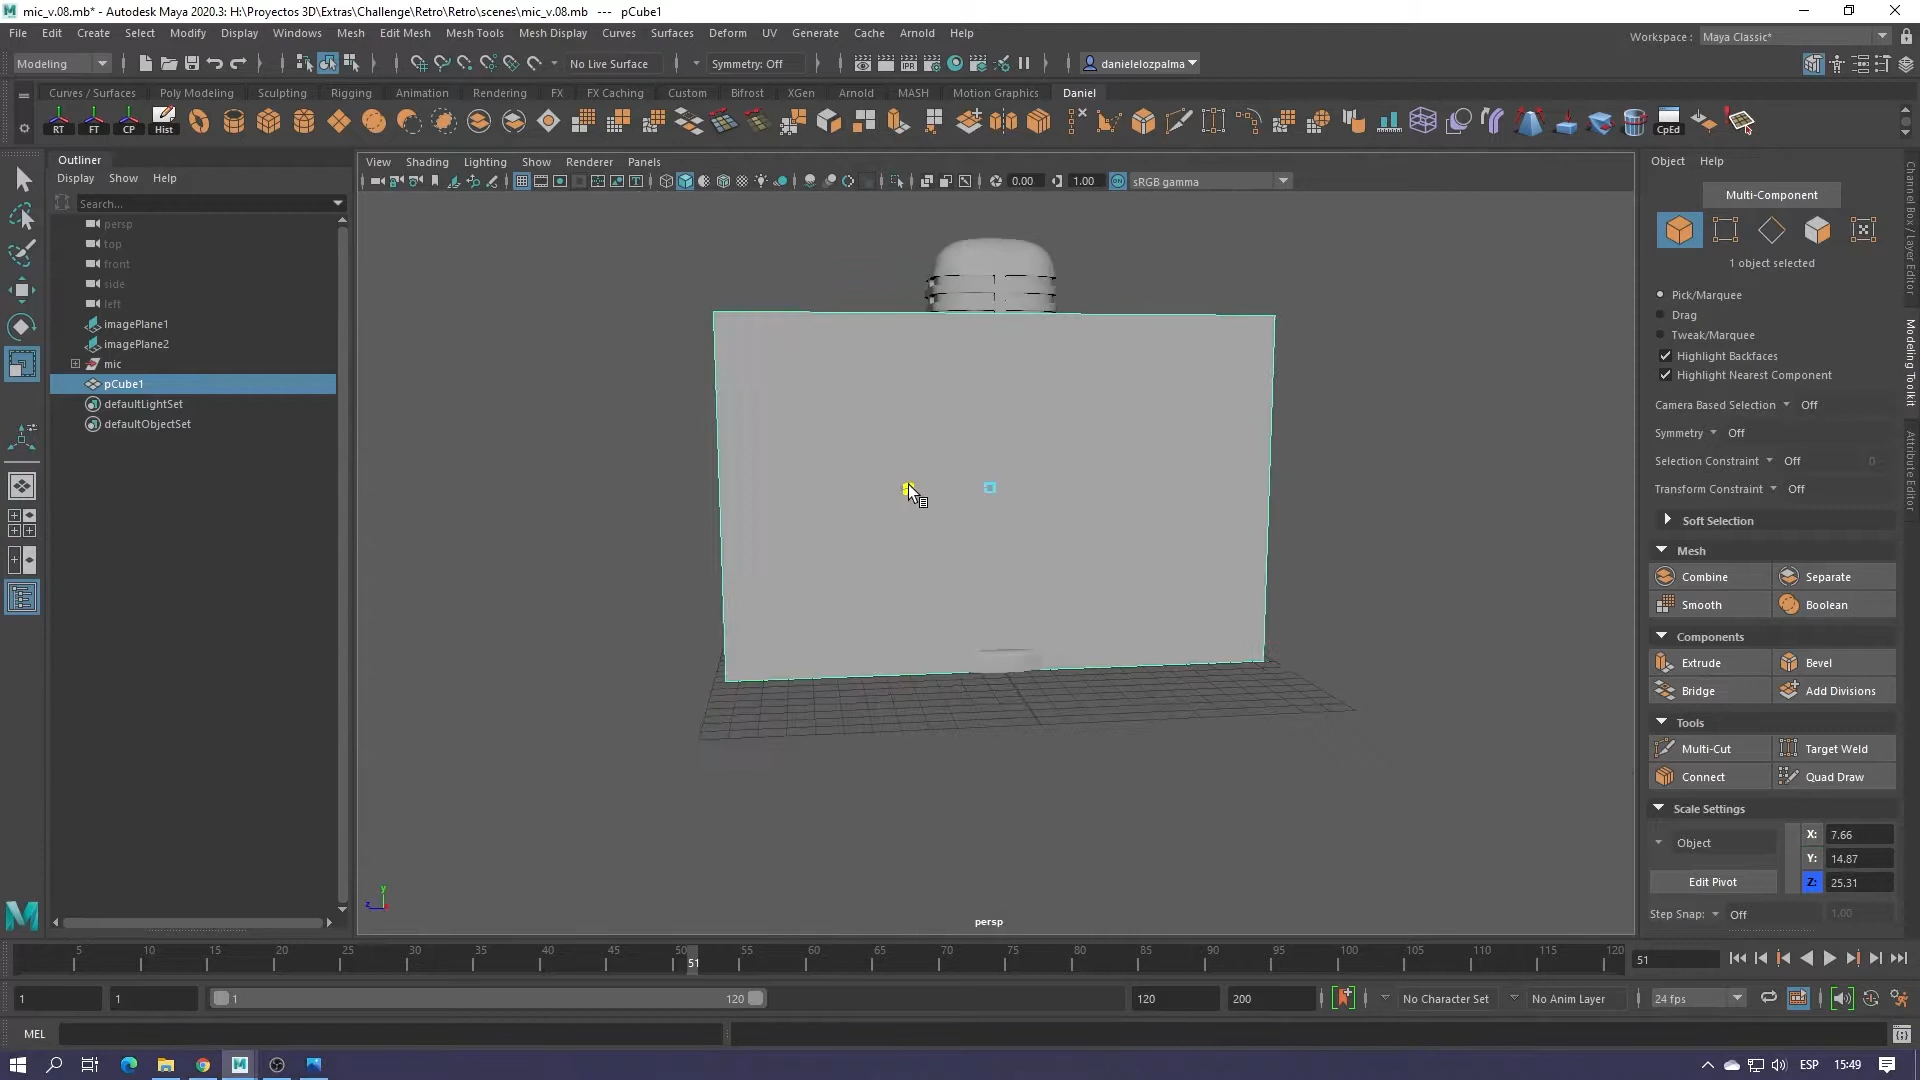 mic_v.08.mb* - Autodesk Maya 2020.3: H:\Proyectos 3D\Extras\Challenge\Retro\Retro\scenes\mic_v.08.mb --- pCube1
File Edit Create Select Modify Display Windows Mesh Edit Mesh Mesh Tools Mesh Display Curves Surfaces Deform UV Generate Cache Arnold Help
Workspace : Maya Classic*
Modeling No Live Surface Symmetry: Off IPR danielelozpalma
Curves / Surfaces Poly Modeling Sculpting Rigging Animation Rendering FX FX Caching Custom Bifrost XGen Arnold MASH Motion Graphics Daniel
RT FT CP Hist CpEd
Outliner
Display Show Help
Search...
persp
top
front
side
left
imagePlane1
imagePlane2
mic
pCube1
defaultLightSet
defaultObjectSet
View Shading Lighting Show Renderer Panels
0.00 1.00 ON sRGB gamma
y
z
persp
Object Help
Multi-Component
1 object selected
Pick/Marquee
Drag
Tweak/Marquee
Highlight Backfaces
Highlight Nearest Component
Camera Based Selection Off
Symmetry Off
Selection Constraint Off 0
Transform Constraint Off
Soft Selection
Mesh
Combine Separate
Smooth Boolean
Components
Extrude Bevel
Bridge Add Divisions
Tools
Multi-Cut Target Weld
Connect Quad Draw
Scale Settings
Object
X: 7.66
Y: 14.87
Edit Pivot
Z: 25.31
Step Snap: Off 1.00
Channel Box / Layer Editor
Modeling Toolkit
Attribute Editor
5 10 15 20 25 30 35 40 45 50 51 55 60 65 70 75 80 85 90 95 100 105 110 115 120
51
1 1 1 120 120 200 No Character Set No Anim Layer 24 fps
MEL
ESP 15:49